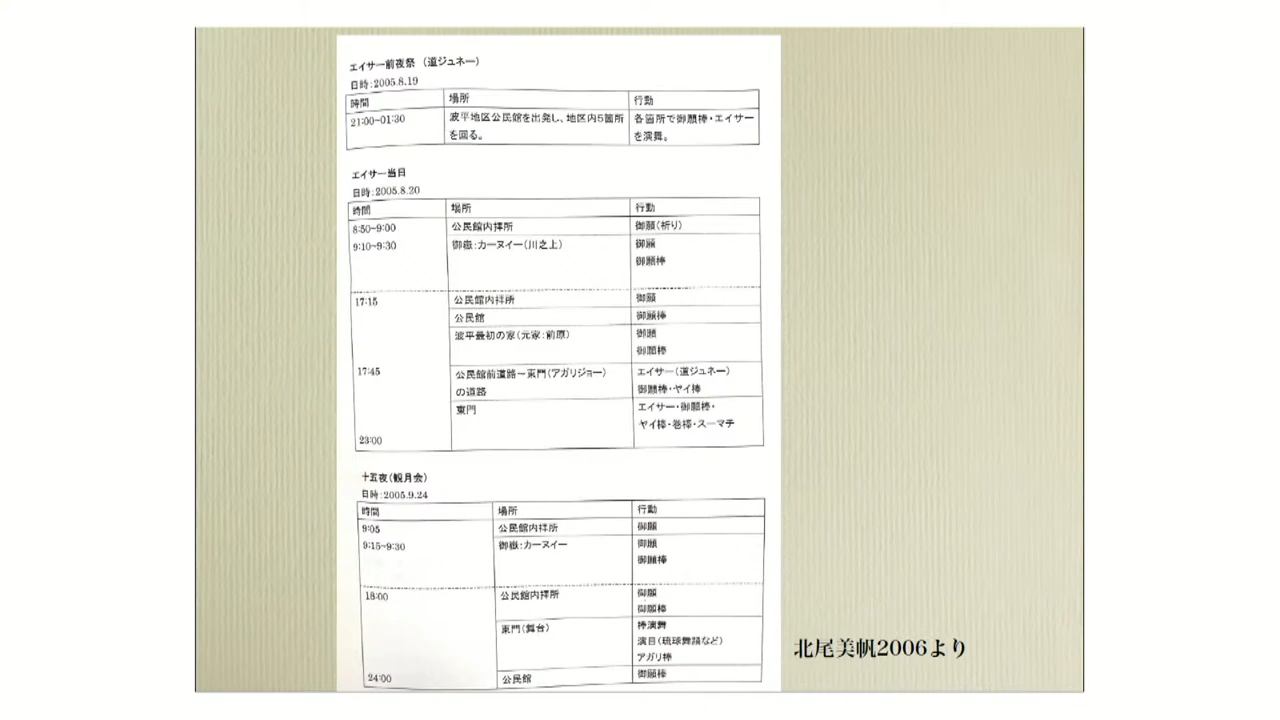 エイサー前夜祭 （道ジュネー）
日時：2005.8.19
時間 場所 行動
21:00~01:30 波平地区公民館を出発し、地区内5箇所 各箇所で御願棒・エイサー
を回る。 を演舞。
エイサー当日
日時：2005.8.20
時間 場所 行動
8:50~9:00 公民館内拝所 御願（祈り）
9:10~9:30 御嶽：カーヌイー（川之上） 御願
御願棒
17:15 公民館内拝所 御願
公民館 御願棒
波平最初の家（元家：前原） 御願
御願棒
17:45 公民館前道路～東門（アガリジョー） エイサー（道ジュネー）
の道路 御願棒・ヤイ棒
東門 エイサー・御願棒・
ヤイ棒・巻棒・スーマチ
23:00
十五夜（観月会）
日時：2005.9.24
時間 場所 行動
9:05 公民館内拝所 御願
9:15~9:30 御嶽：カーヌイー 御願
御願棒
18:00 公民館内拝所 御願
御願棒
東門（舞台） 棒演舞
演目（琉球舞踊など）
アガリ棒
24:00 公民館 御願棒
北尾美帆2006より